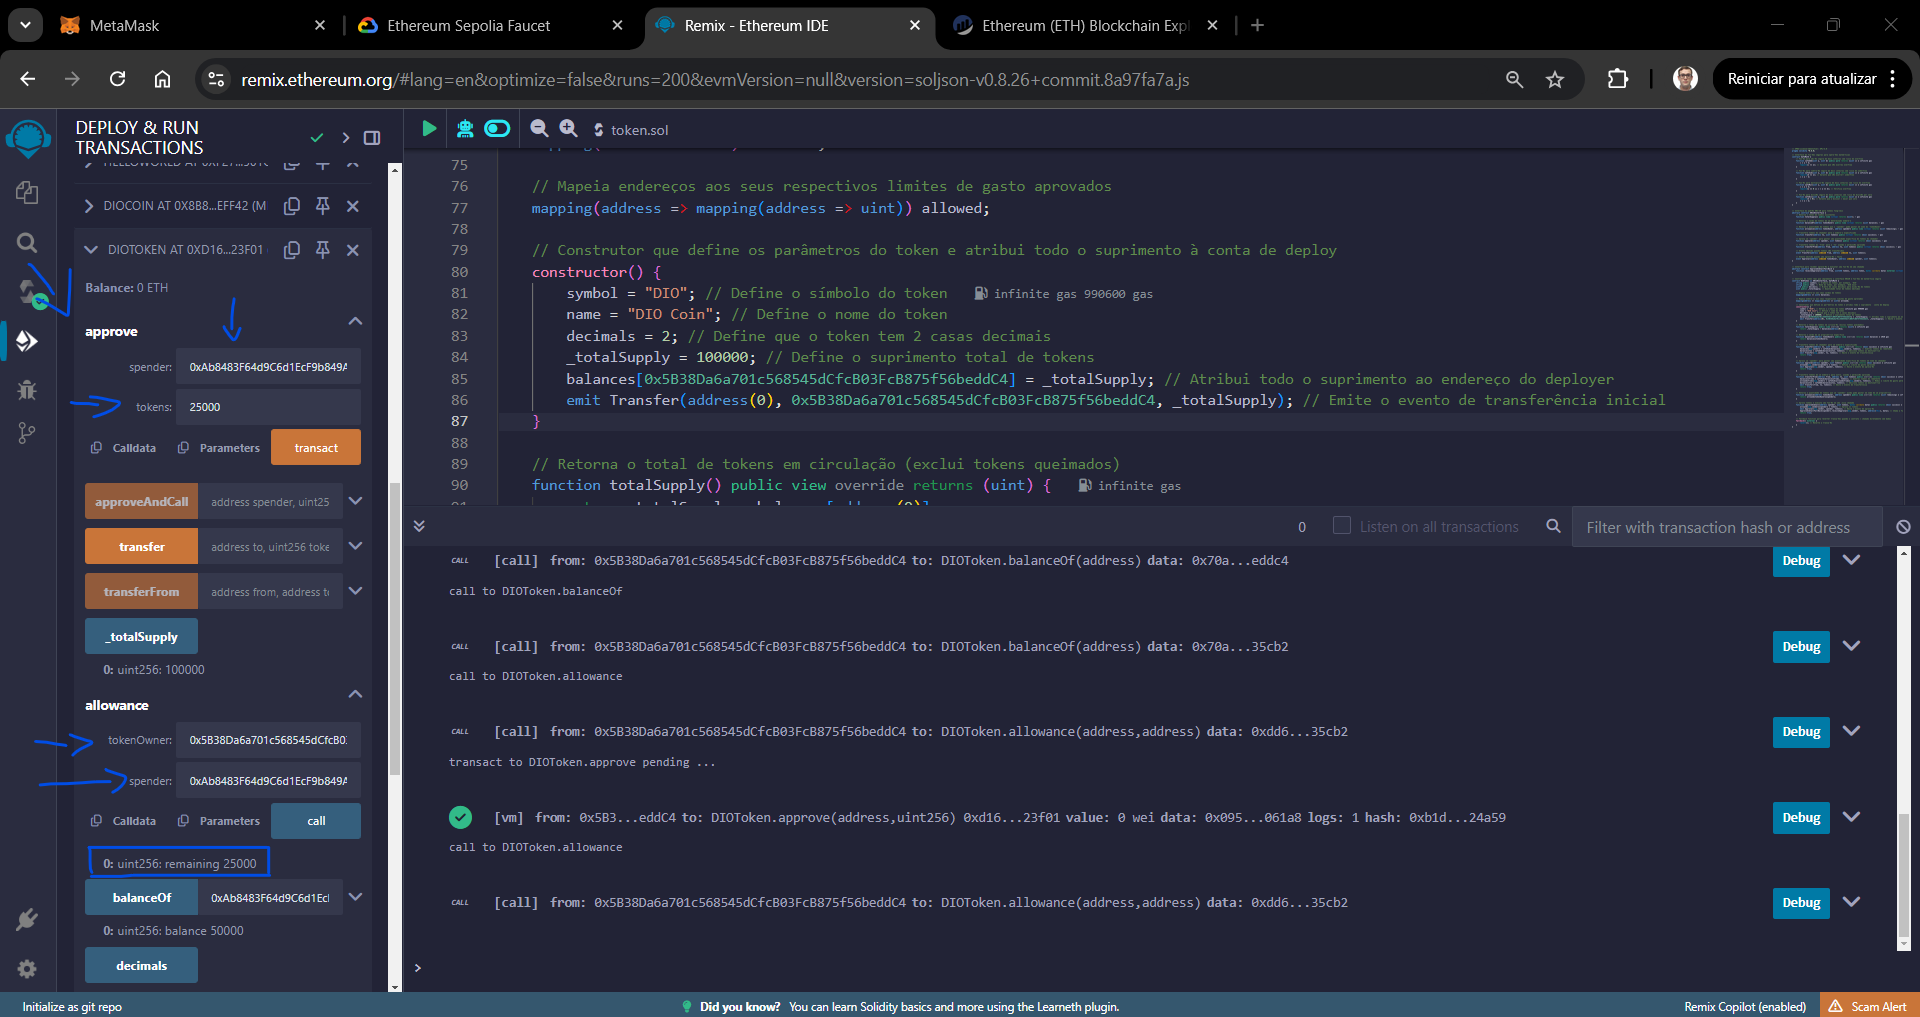 MetaMask
Ethereum Sepolia Faucet
Remix - Ethereum IDE
Ethereum (ETH) Blockchain Exp
remix.ethereum.org/#lang=en&optimize=false&runs=200&evmVersion=null&version=soljson-v0.8.26+commit.8a97fa7a.js
Reiniciar para atualizar
DEPLOY & RUN
TRANSACTIONS
DIOCOIN AT 0X8B8...EFF42 (M
DIOTOKEN AT 0XD16...23F01
Balance: 0 ETH
approve
spender: 0xAb8483F64d9C6d1EcF9b849A
tokens: 25000
Calldata Parameters transact
approveAndCall address spender, uint25
transfer address to, uint256 toke
transferFrom address from, address t
_totalSupply
0: uint256: 100000
allowance
tokenOwner: 0x5B38Da6a701c568545dCfcB0
spender: 0xAb8483F64d9C6d1EcF9b849A
Calldata Parameters call
0: uint256: remaining 25000
balanceOf 0xAb8483F64d9C6d1Ec
0: uint256: balance 50000
decimals
token.sol
75
76 // Mapeia endereços aos seus respectivos limites de gasto aprovados
77 mapping(address => mapping(address => uint)) allowed;
78
79 // Construtor que define os parâmetros do token e atribui todo o suprimento à conta de deploy
80 constructor() {
81 symbol = "DIO"; // Define o símbolo do token infinite gas 990600 gas
82 name = "DIO Coin"; // Define o nome do token
83 decimals = 2; // Define que o token tem 2 casas decimais
84 _totalSupply = 100000; // Define o suprimento total de tokens
85 balances[0x5B38Da6a701c568545dCfcB03FcB875f56beddC4] = _totalSupply; // Atribui todo o suprimento ao endereço do deployer
86 emit Transfer(address(0), 0x5B38Da6a701c568545dCfcB03FcB875f56beddC4, _totalSupply); // Emite o evento de transferência inicial
87 }
88
89 // Retorna o total de tokens em circulação (exclui tokens queimados)
90 function totalSupply() public view override returns (uint) { infinite gas
0 Listen on all transactions Filter with transaction hash or address
CALL [call] from: 0x5B38Da6a701c568545dCfcB03FcB875f56beddC4 to: DIOToken.balanceOf(address) data: 0x70a...eddc4 Debug
call to DIOToken.balanceOf
CALL [call] from: 0x5B38Da6a701c568545dCfcB03FcB875f56beddC4 to: DIOToken.balanceOf(address) data: 0x70a...35cb2 Debug
call to DIOToken.allowance
CALL [call] from: 0x5B38Da6a701c568545dCfcB03FcB875f56beddC4 to: DIOToken.allowance(address,address) data: 0xdd6...35cb2 Debug
transact to DIOToken.approve pending ...
[vm] from: 0x5B3...eddC4 to: DIOToken.approve(address,uint256) 0xd16...23f01 value: 0 wei data: 0x095...061a8 logs: 1 hash: 0xb1d...24a59 Debug
call to DIOToken.allowance
CALL [call] from: 0x5B38Da6a701c568545dCfcB03FcB875f56beddC4 to: DIOToken.allowance(address,address) data: 0xdd6...35cb2 Debug
>
Initialize as git repo
Did you know? You can learn Solidity basics and more using the Learneth plugin.
Remix Copilot (enabled)
Scam Alert